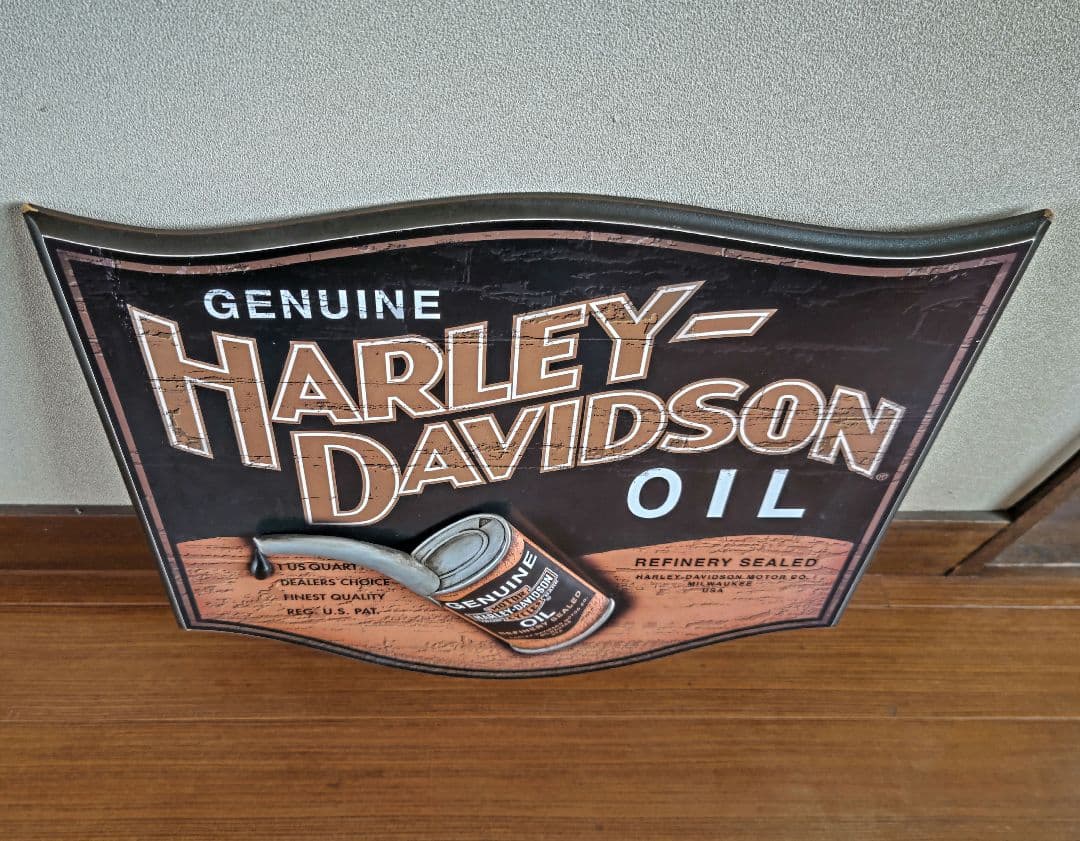 GENUINE
HARLEY-
DAVIDSON
®
OIL
1 US QUART
DEALERS CHOICE
FINEST QUALITY
REG. U.S. PAT.
REFINERY SEALED
HARLEY-DAVIDSON MOTOR CO.
MILWAUKEE
USA
GENUINE
HARLEY-DAVIDSON
OIL
REFINERY SEALED